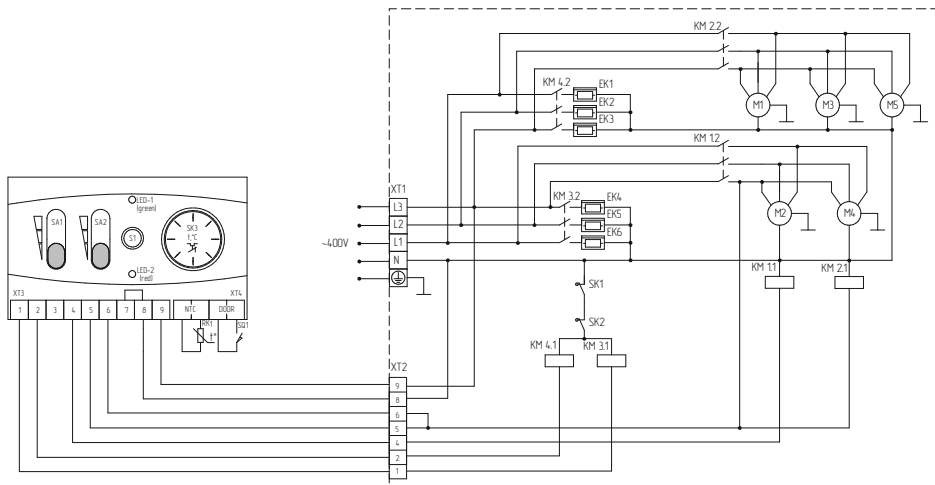 KM 2.2
KM 4.2
EK1
EK2
EK3
M1
M3
M5
KM 1.2
KM 3.2
EK4
EK5
EK6
M2
M4
XT1
L3
L2
~400V
L1
N
KM 1.1
KM 2.1
SK1
SK2
KM 4.1
KM 3.1
XT2
9
8
6
5
4
2
1
LED-1
(green)
SA1
SA2
S1
SK3
t,°C
LED-2
(red)
XT3
XT4
1 2 3 4 5 6 7 8 9 NTC DOOR
RK1
t°
SQ1